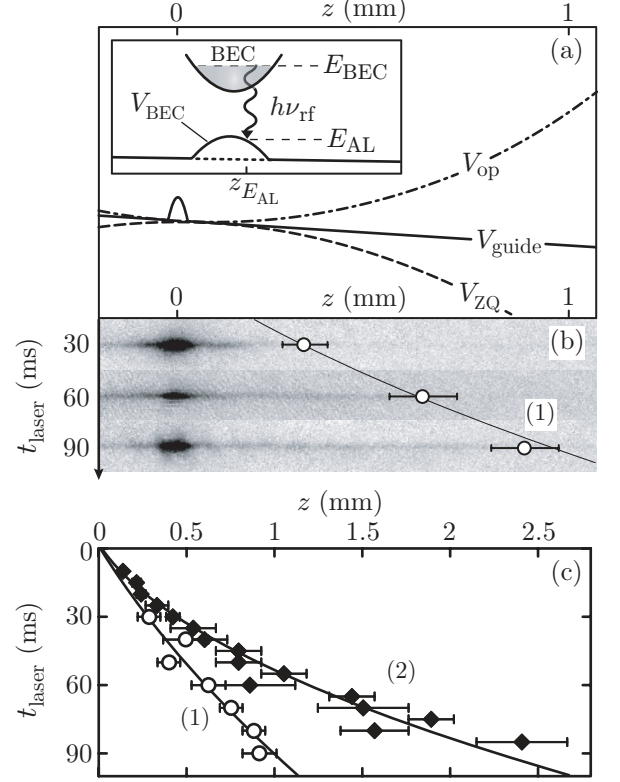 0 z (mm) 1
(a)
BEC
E_BEC
V_BEC
hν_rf
E_AL
z_E_AL
V_op
V_guide
V_ZQ
0 z (mm) 1
(b)
30
60
90
t_laser (ms)
(1)
z (mm)
0 0.5 1 1.5 2 2.5
(c)
0
30
60
90
t_laser (ms)
(2)
(1)